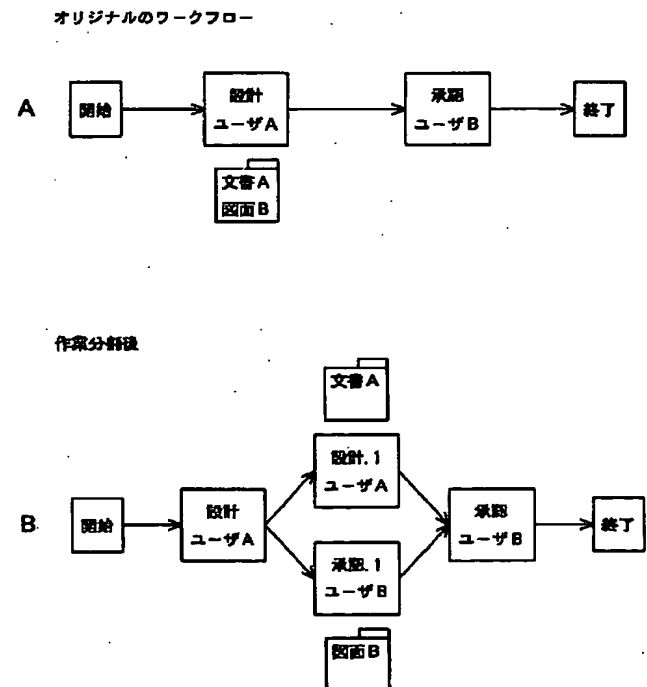 オリジナルのワークフロー
A
開始
設計
ユーザA
承認
ユーザB
終了
文書A
図面B
作業分割後
文書A
設計.1
ユーザA
B
開始
設計
ユーザA
承認
ユーザB
終了
承認.1
ユーザB
図面B